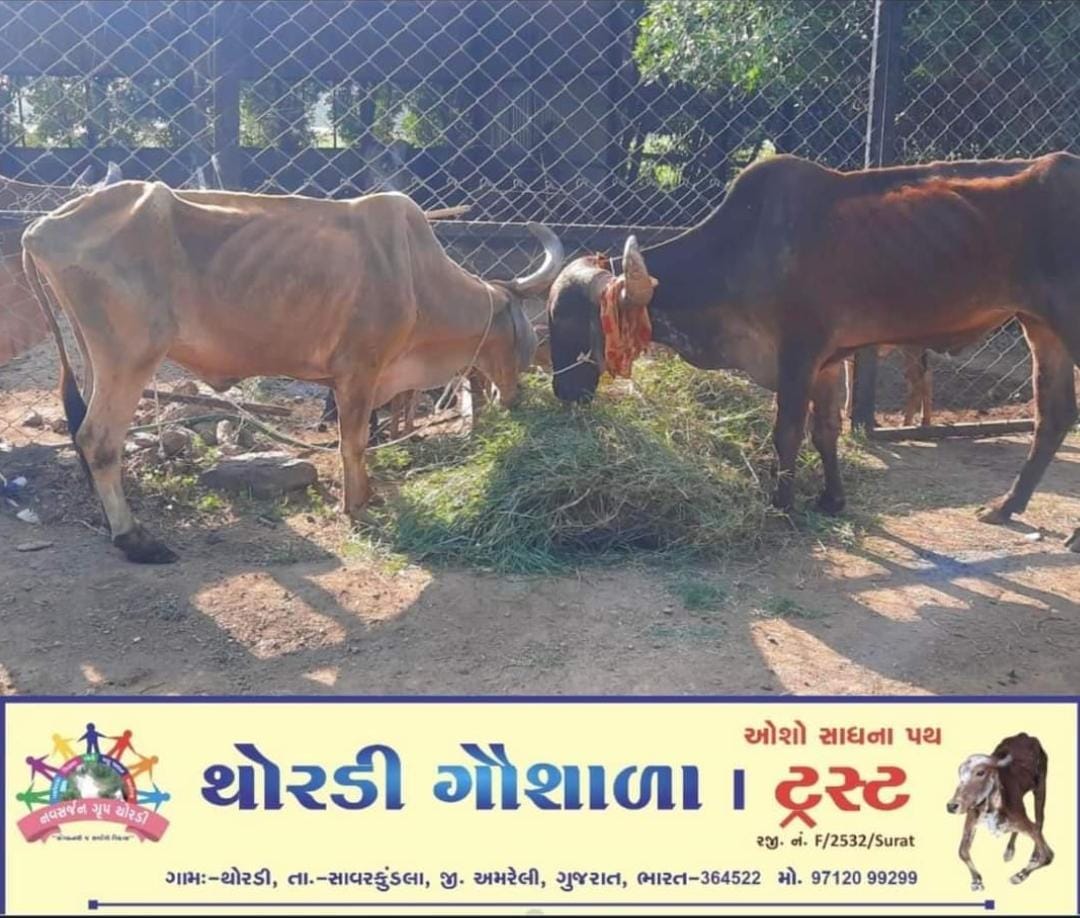 ઓશો સાધના પથ
થોરડી ગૌશાળા । ટ્રસ્ટ
રજી. નં. F/2532/Surat
નવસર્જન ગૃપ થોરડી
ગામઃ-થોરડી, તા.-સાવરકુંડલા, જી. અમરેલી, ગુજરાત, ભારત-364522 મો. 97120 99299